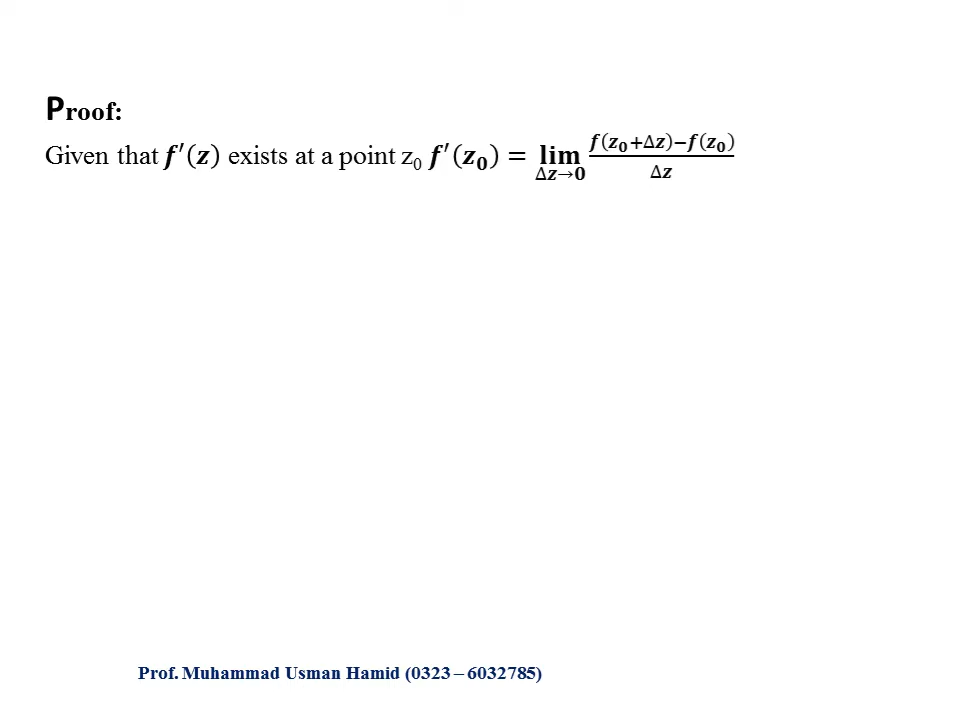 Proof:
Given that f′(z) exists at a point z₀ f′(z₀) = lim_{Δz→0} \frac{f(z₀+Δz)−f(z₀)}{Δz}
Prof. Muhammad Usman Hamid (0323 – 6032785)